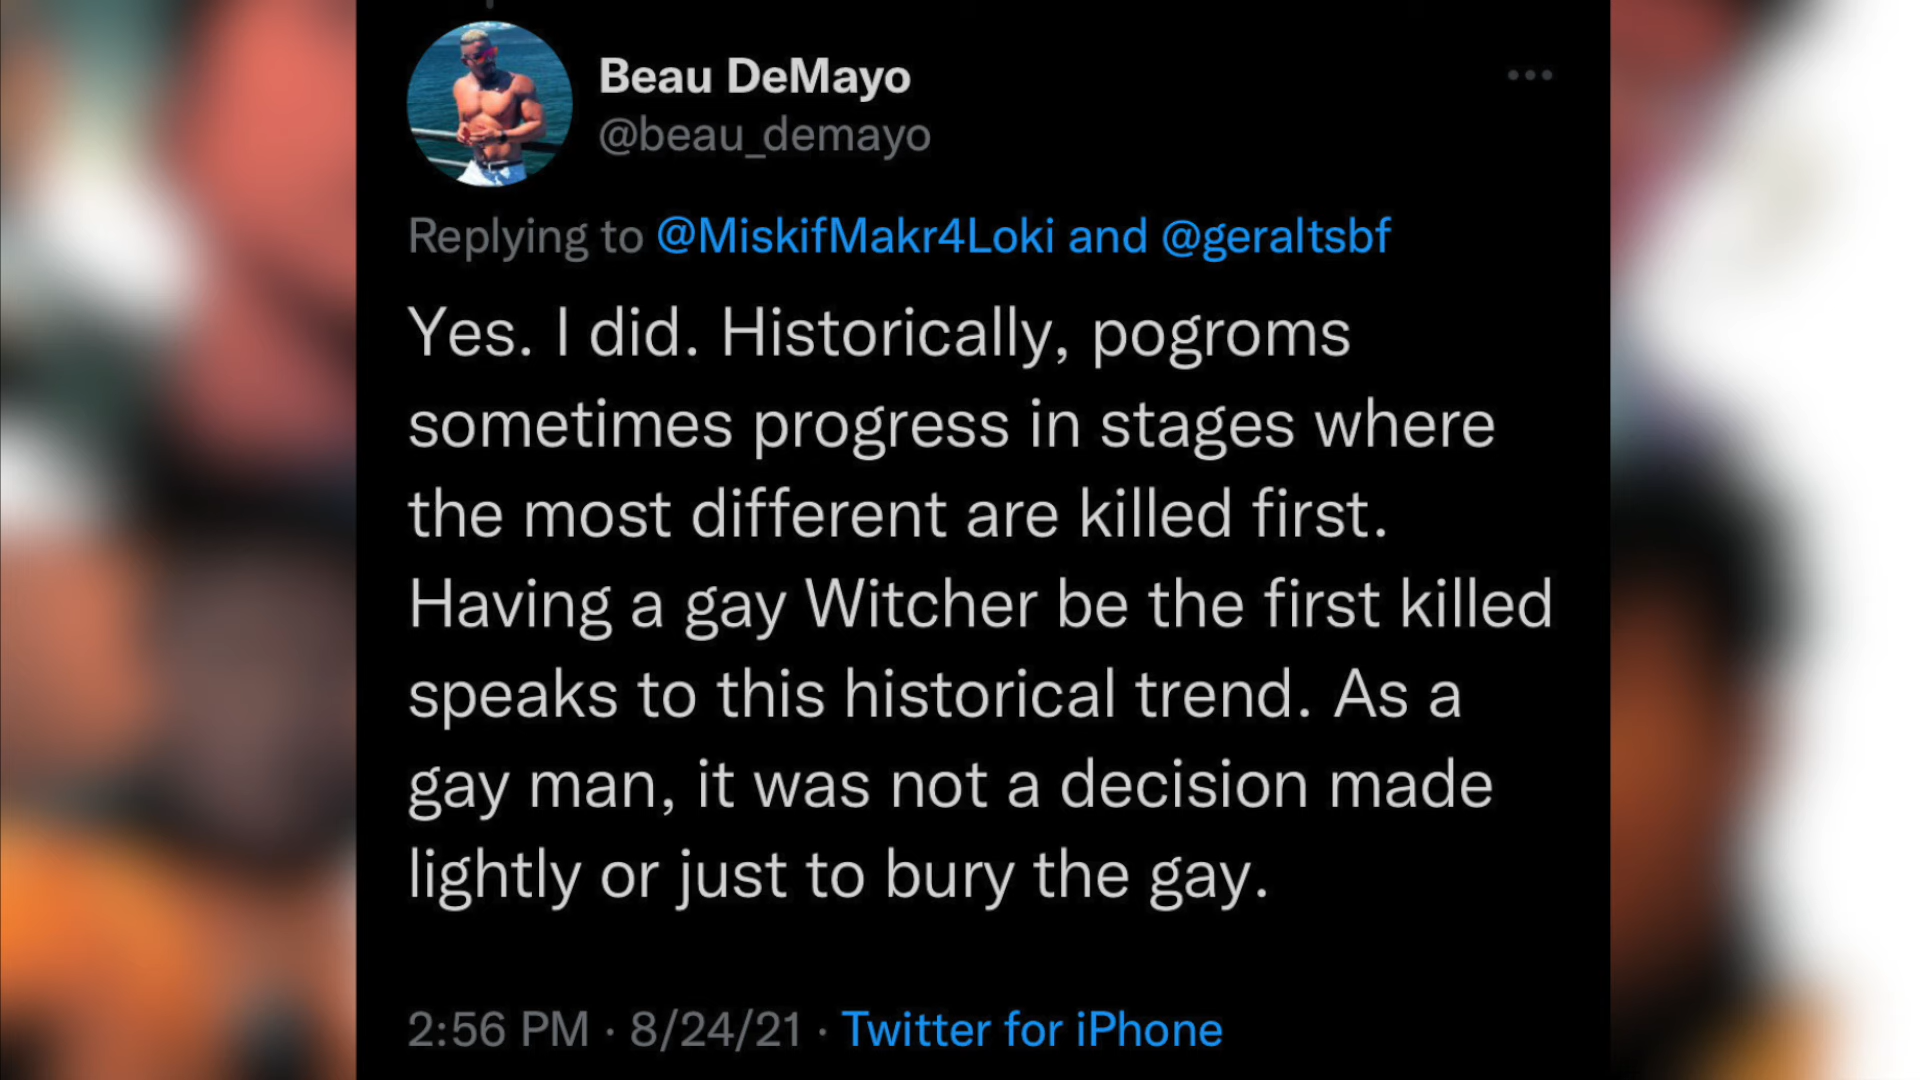 Beau DeMayo
@beau_demayo
Replying to @MiskifMakr4Loki and @geraltsbf
Yes. I did. Historically, pogroms
sometimes progress in stages where
the most different are killed first.
Having a gay Witcher be the first killed
speaks to this historical trend. As a
gay man, it was not a decision made
lightly or just to bury the gay.
2:56 PM · 8/24/21 · Twitter for iPhone